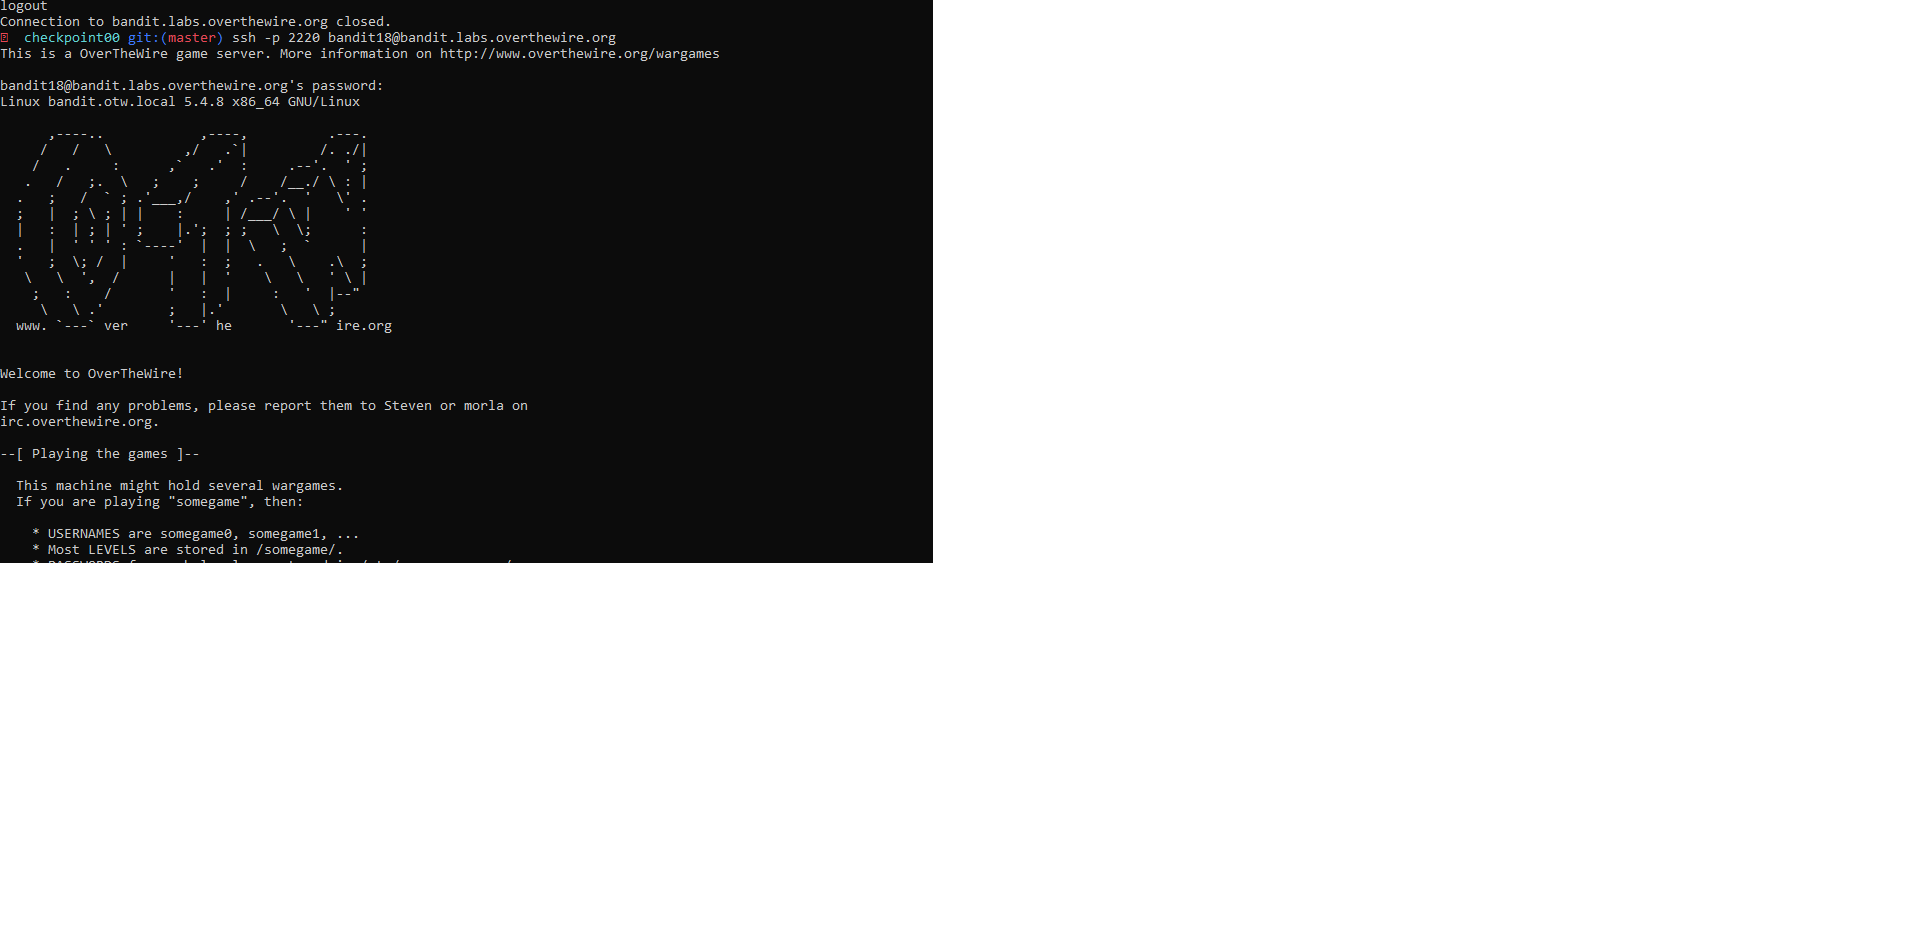 logout
Connection to bandit.labs.overthewire.org closed.
checkpoint00 git:(master) ssh -p 2220 bandit18@bandit.labs.overthewire.org
This is a OverTheWire game server. More information on http://www.overthewire.org/wargames
bandit18@bandit.labs.overthewire.org's password:
Linux bandit.otw.local 5.4.8 x86_64 GNU/Linux
www. `---` ver '---' he '---" ire.org
Welcome to OverTheWire!
If you find any problems, please report them to Steven or morla on
irc.overthewire.org.
--[ Playing the games ]--
This machine might hold several wargames.
If you are playing "somegame", then:
* USERNAMES are somegame0, somegame1, ...
* Most LEVELS are stored in /somegame/.